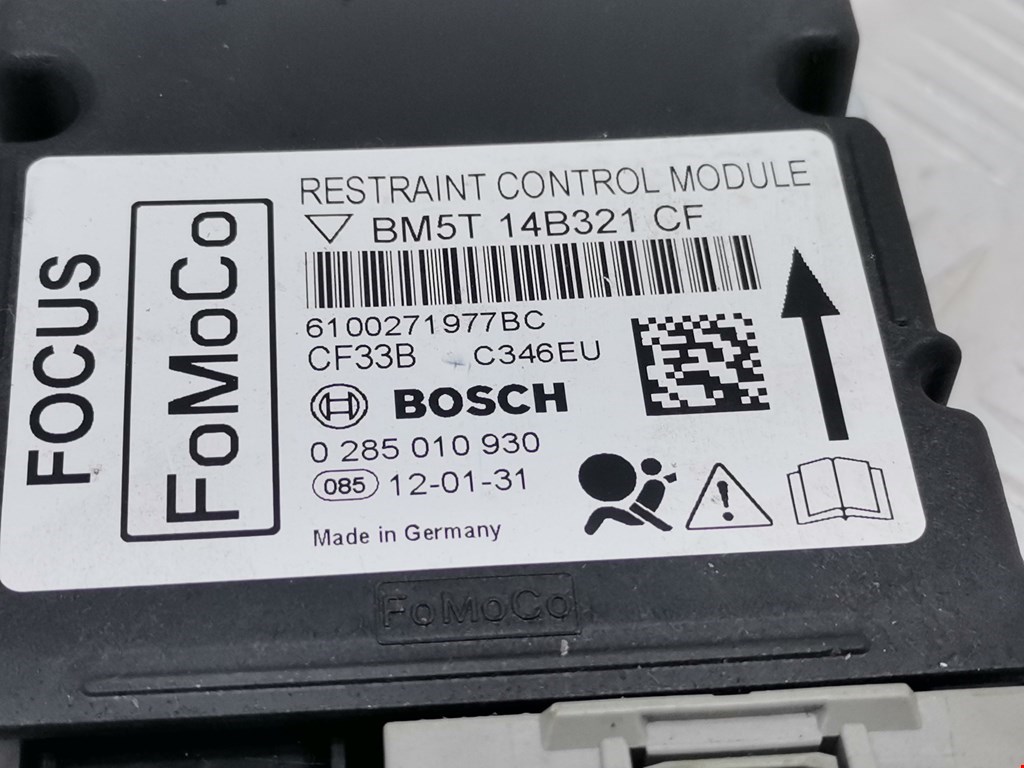 FOCUS
FoMoCo
RESTRAINT CONTROL MODULE
BM5T 14B321 CF
6100271977BC
CF33B C346EU
BOSCH
0 285 010 930
085 12-01-31
Made in Germany
FoMoCo